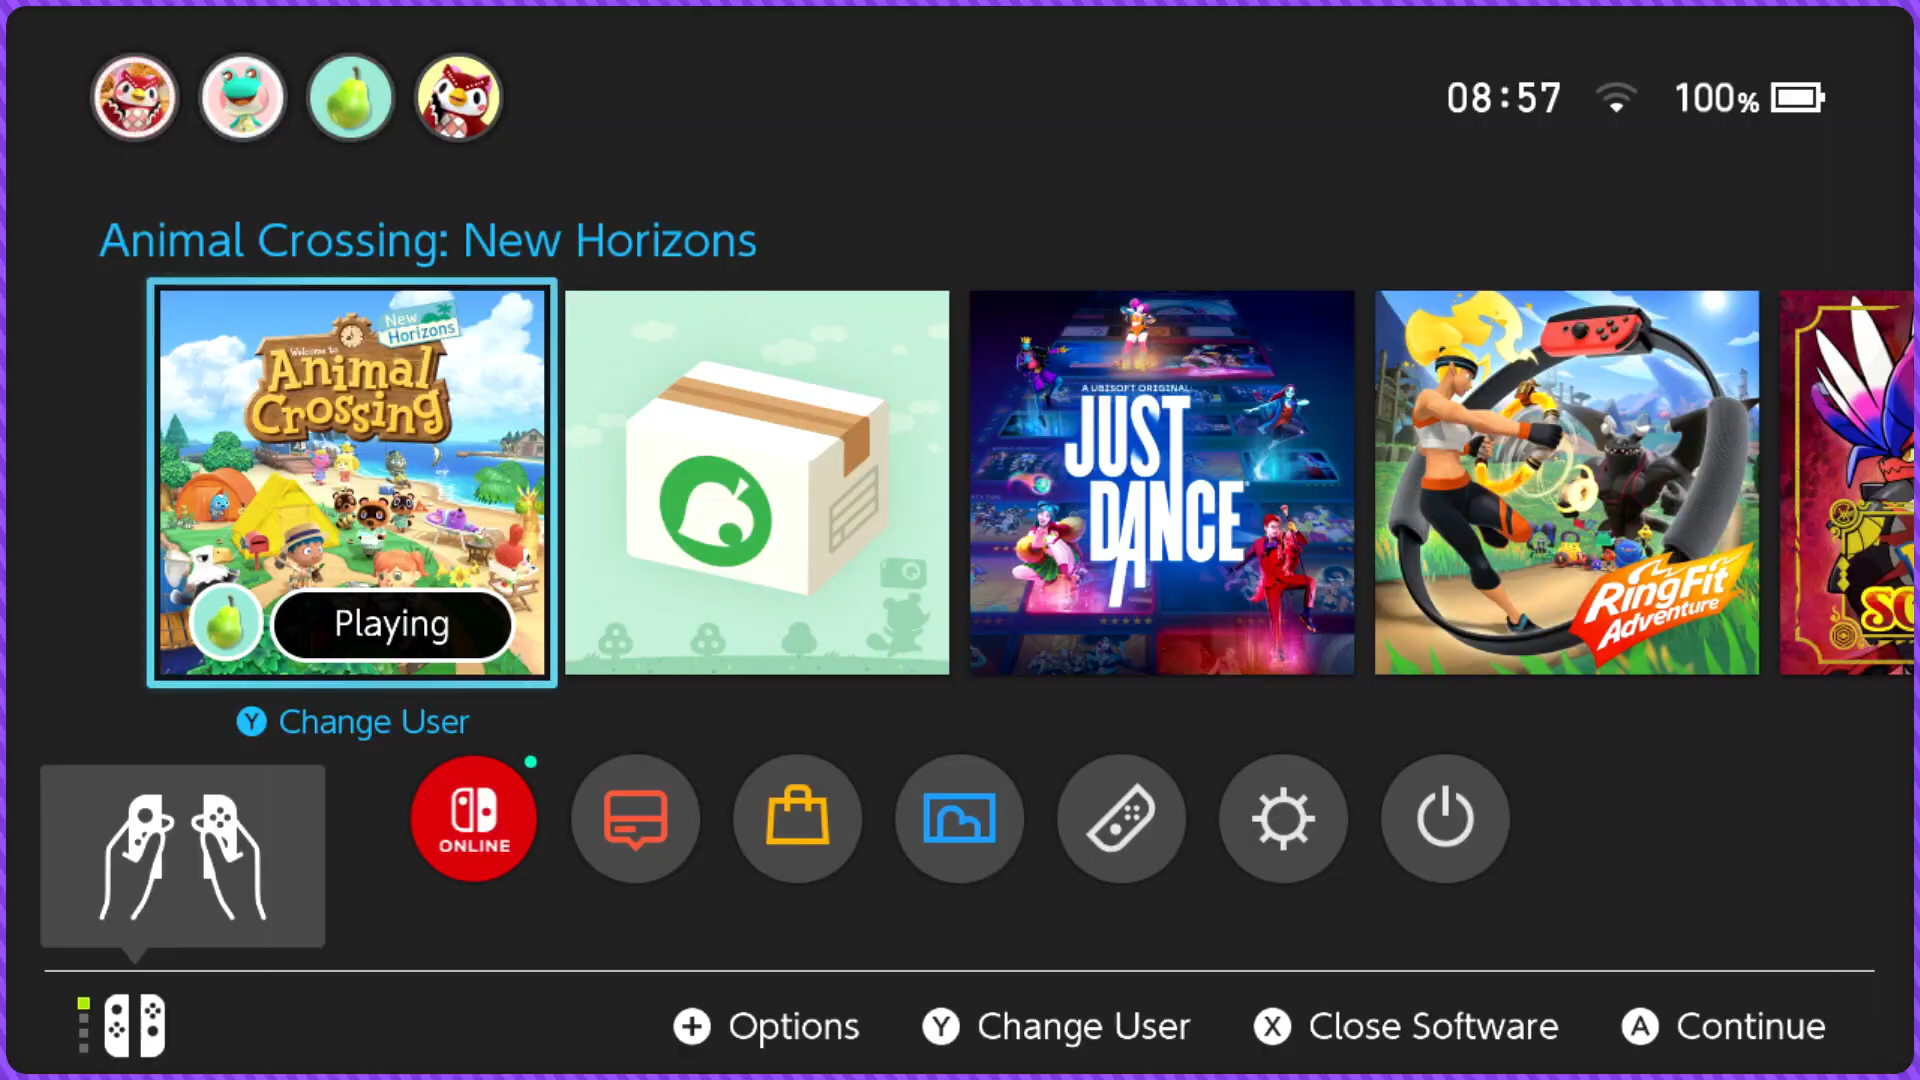 08:57
100%
Animal Crossing: New Horizons
New
Horizons
Welcome to
Animal
Crossing
Playing
A UBISOFT ORIGINAL
JUST
DANCE
RingFit
Adventure
Y Change User
ONLINE
+ Options
Y Change User
X Close Software
A Continue